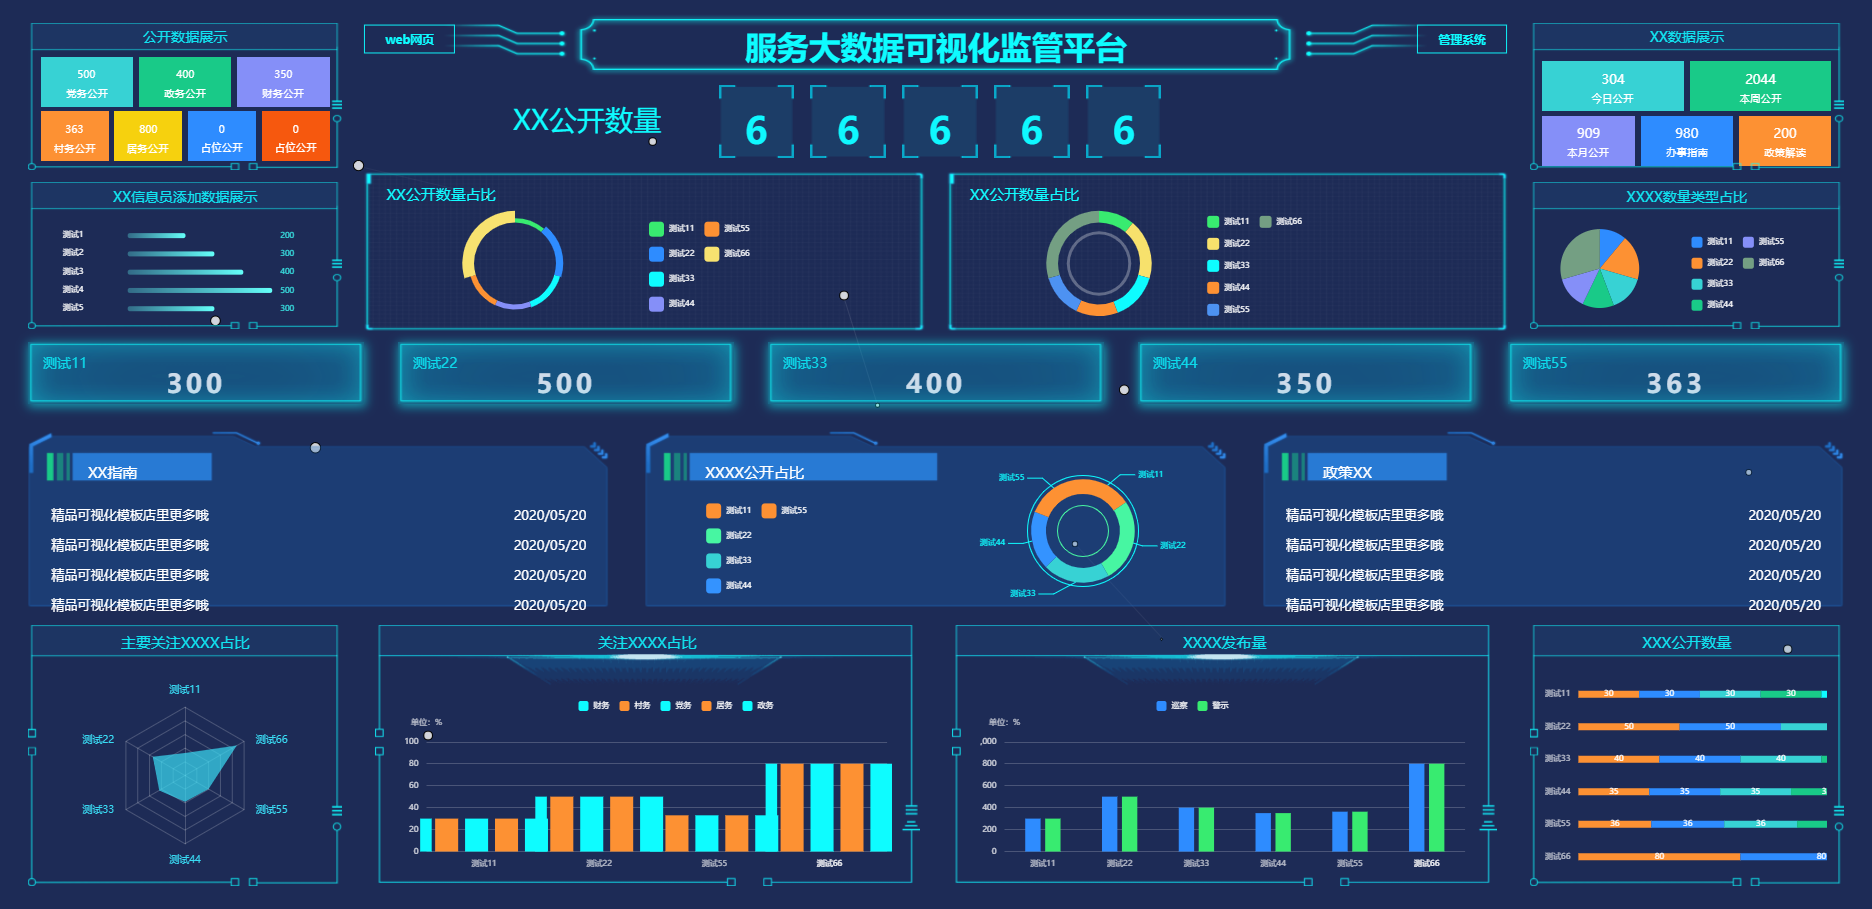 公开数据展示
500
党务公开
400
政务公开
350
财务公开
363
村务公开
800
居务公开
0
占位公开
0
占位公开
web网页
服务大数据可视化监管平台
管理系统
XX公开数量
6 6 6 6 6
XX数据展示
304
今日公开
2044
本周公开
909
本月公开
980
办事指南
200
政策解读
XX信息员添加数据展示
测试1 200
测试2 300
测试3 400
测试4 500
测试5 300
XX公开数量占比
测试11 测试55
测试22 测试66
测试33
测试44
XX公开数量占比
测试11 测试66
测试22
测试33
测试44
测试55
XXXX数量类型占比
测试11 测试55
测试22 测试66
测试33
测试44
测试11
300
测试22
500
测试33
400
测试44
350
测试55
363
XX指南
精品可视化模板店里更多哦 2020/05/20
精品可视化模板店里更多哦 2020/05/20
精品可视化模板店里更多哦 2020/05/20
精品可视化模板店里更多哦 2020/05/20
XXXX公开占比
测试11 测试55
测试22
测试33
测试44
测试55 测试11
测试44 测试22
测试33
政策XX
精品可视化模板店里更多哦 2020/05/20
精品可视化模板店里更多哦 2020/05/20
精品可视化模板店里更多哦 2020/05/20
精品可视化模板店里更多哦 2020/05/20
主要关注XXXX占比
测试11
测试22 测试66
测试33 测试55
测试44
关注XXXX占比
财务 村务 党务 居务 政务
单位: %
100
80
60
40
20
0
测试11 测试22 测试55 测试66
XXXX发布量
巡察 警示
单位: %
,000
800
600
400
200
0
测试11 测试22 测试33 测试44 测试55 测试66
XXX公开数量
测试11 30 30 30 30
测试22 50 50
测试33 40 40 40
测试44 35 35 35 3
测试55 36 36 36
测试66 80 80